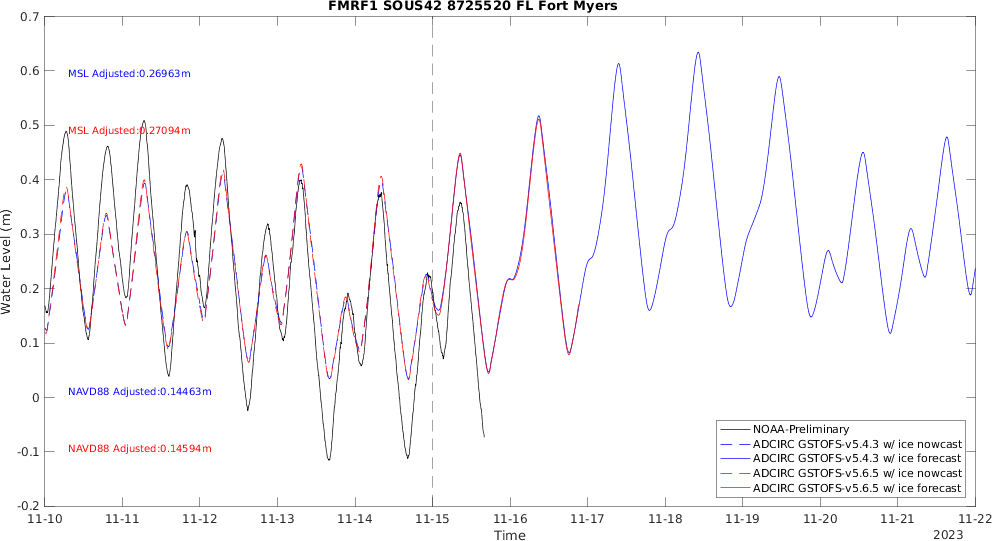 FMRF1 SOUS42 8725520 FL Fort Myers
0.7
0.6
0.5
0.4
0.3
0.2
0.1
0
-0.1
-0.2
Water Level (m)
MSL Adjusted:0.26963m
MSL Adjusted:0.27094m
NAVD88 Adjusted:0.14463m
NAVD88 Adjusted:0.14594m
NOAA-Preliminary
ADCIRC GSTOFS-v5.4.3 w/ ice nowcast
ADCIRC GSTOFS-v5.4.3 w/ ice forecast
ADCIRC GSTOFS-v5.6.5 w/ ice nowcast
ADCIRC GSTOFS-v5.6.5 w/ ice forecast
11-10 11-11 11-12 11-13 11-14 11-15 11-16 11-17 11-18 11-19 11-20 11-21 11-22
Time
2023